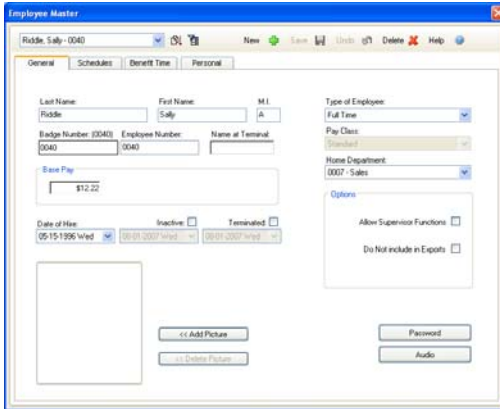 Employee Master
Riddle, Sally - 0040 New Save Undo Delete Help
General Schedules Benefit Time Personal
Last Name: First Name: M.I. Type of Employee:
Riddle Sally A Full Time
Pay Class:
Badge Number: (0040) Employee Number: Name at Terminal: Standard
0040 0040 Home Department:
Base Pay 0007 - Sales
$12.22 Options
Date of Hire: Inactive: Terminated: Allow Supervisor Functions
05-15-1996 Wed 08-01-2007 Wed 08-01-2007 Wed Do Not include in Exports
<< Add Picture Password
<< Delete Picture Audio